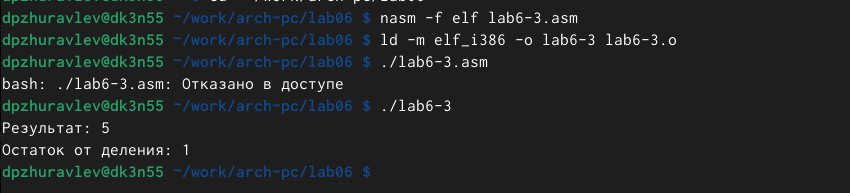 dpzhuravlev@dk3n55 ~/work/arch-pc/lab06 $ nasm -f elf lab6-3.asm
dpzhuravlev@dk3n55 ~/work/arch-pc/lab06 $ ld -m elf_i386 -o lab6-3 lab6-3.o
dpzhuravlev@dk3n55 ~/work/arch-pc/lab06 $ ./lab6-3.asm
bash: ./lab6-3.asm: Отказано в доступе
dpzhuravlev@dk3n55 ~/work/arch-pc/lab06 $ ./lab6-3
Результат: 5
Остаток от деления: 1
dpzhuravlev@dk3n55 ~/work/arch-pc/lab06 $